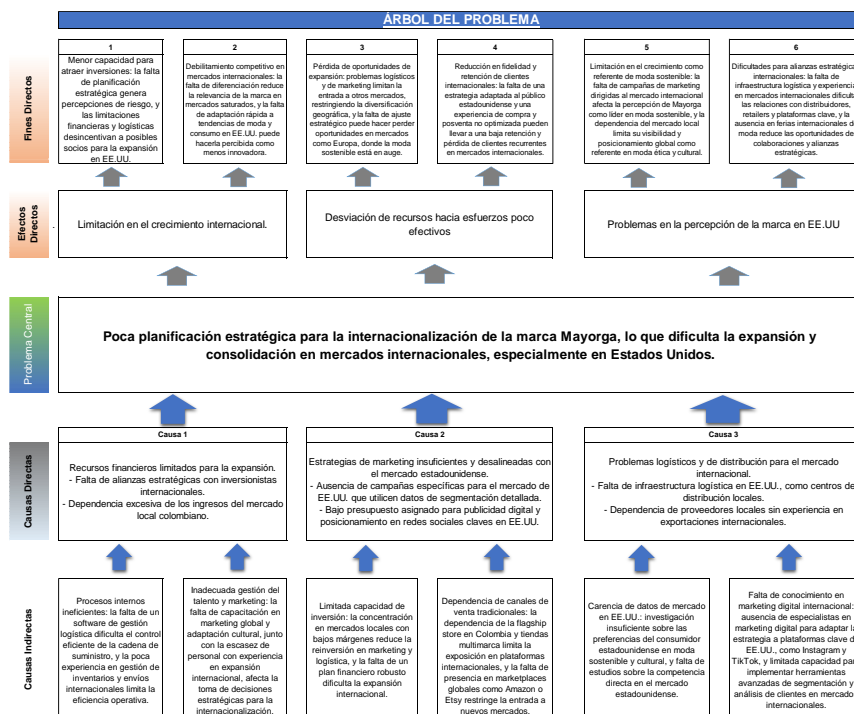 ÁRBOL DEL PROBLEMA
Fines Directos
1
Menor capacidad para
atraer inversiones: la falta
de planificación
estratégica genera
percepciones de riesgo, y
las limitaciones
financieras y logísticas
desincentivan a posibles
socios para la expansión
en EE.UU.
2
Debilitamiento competitivo en
mercados internacionales: la
falta de diferenciación reduce
la relevancia de la marca en
mercados saturados, y la falta
de adaptación rápida a
tendencias de moda y
consumo en EE.UU. puede
hacerla percibida como
menos innovadora.
3
Pérdida de oportunidades de
expansión: problemas logísticos
y de marketing limitan la
entrada a otros mercados,
restringiendo la diversificación
geográfica, y la falta de ajuste
estratégico puede hacer perder
oportunidades en mercados
como Europa, donde la moda
sostenible está en auge.
4
Reducción en fidelidad y
retención de clientes
internacionales: la falta de una
estrategia adaptada al público
estadounidense y una
experiencia de compra y
posventa no optimizada pueden
llevar a una baja retención y
pérdida de clientes recurrentes
en mercados internacionales.
5
Limitación en el crecimiento como
referente de moda sostenible: la
falta de campañas de marketing
dirigidas al mercado internacional
afecta la percepción de Mayorga
como líder en moda sostenible, y la
dependencia del mercado local
limita su visibilidad y
posicionamiento global como
referente en moda ética y cultural.
6
Dificultades para alianzas estratégica
internacionales: la falta de
infraestructura logística y experiencia
en mercados internacionales dificulta
las relaciones con distribuidores,
retailers y plataformas clave, y la
ausencia en ferias internacionales d
moda reduce las oportunidades de
colaboraciones y alianzas
estratégicas.
Efectos
Directos
.
Limitación en el crecimiento internacional.
Desviación de recursos hacia esfuerzos poco
efectivos
Problemas en la percepción de la marca en EE.UU
Problema Central
Poca planificación estratégica para la internacionalización de la marca Mayorga, lo que dificulta la expansión y
consolidación en mercados internacionales, especialmente en Estados Unidos.
Causas Directas
Causa 1
Recursos financieros limitados para la expansión.
- Falta de alianzas estratégicas con inversionistas
internacionales.
- Dependencia excesiva de los ingresos del mercado
local colombiano.
Causa 2
Estrategias de marketing insuficientes y desalineadas con
el mercado estadounidense.
- Ausencia de campañas específicas para el mercado de
EE.UU. que utilicen datos de segmentación detallada.
- Bajo presupuesto asignado para publicidad digital y
posicionamiento en redes sociales claves en EE.UU.
Causa 3
Problemas logísticos y de distribución para el mercado
internacional.
- Falta de infraestructura logística en EE.UU., como centros de
distribución locales.
- Dependencia de proveedores locales sin experiencia en
exportaciones internacionales.
Causas Indirectas
Procesos internos
ineficientes: la falta de un
software de gestión
logística dificulta el control
eficiente de la cadena de
suministro, y la poca
experiencia en gestión de
inventarios y envíos
internacionales limita la
eficiencia operativa.
Inadecuada gestión del
talento y marketing: la
falta de capacitación en
marketing global y
adaptación cultural, junto
con la escasez de
personal con experiencia
en expansión
internacional, afecta la
toma de decisiones
estratégicas para la
internacionalización.
Limitada capacidad de
inversión: la concentración
en mercados locales con
bajos márgenes reduce la
reinversión en marketing y
logística, y la falta de un
plan financiero robusto
dificulta la expansión
internacional.
Dependencia de canales de
venta tradicionales: la
dependencia de la flagship
store en Colombia y tiendas
multimarca limita la
exposición en plataformas
internacionales, y la falta de
presencia en marketplaces
globales como Amazon o
Etsy restringe la entrada a
nuevos mercados.
Carencia de datos de mercado
en EE.UU.: investigación
insuficiente sobre las
preferencias del consumidor
estadounidense en moda
sostenible y cultural, y falta de
estudios sobre la competencia
directa en el mercado
estadounidense.
Falta de conocimiento en
marketing digital internacional:
ausencia de especialistas en
marketing digital para adaptar la
estrategia a plataformas clave d
EE.UU., como Instagram y
TikTok, y limitada capacidad par
implementar herramientas
avanzadas de segmentación y
análisis de clientes en mercado
internacionales.